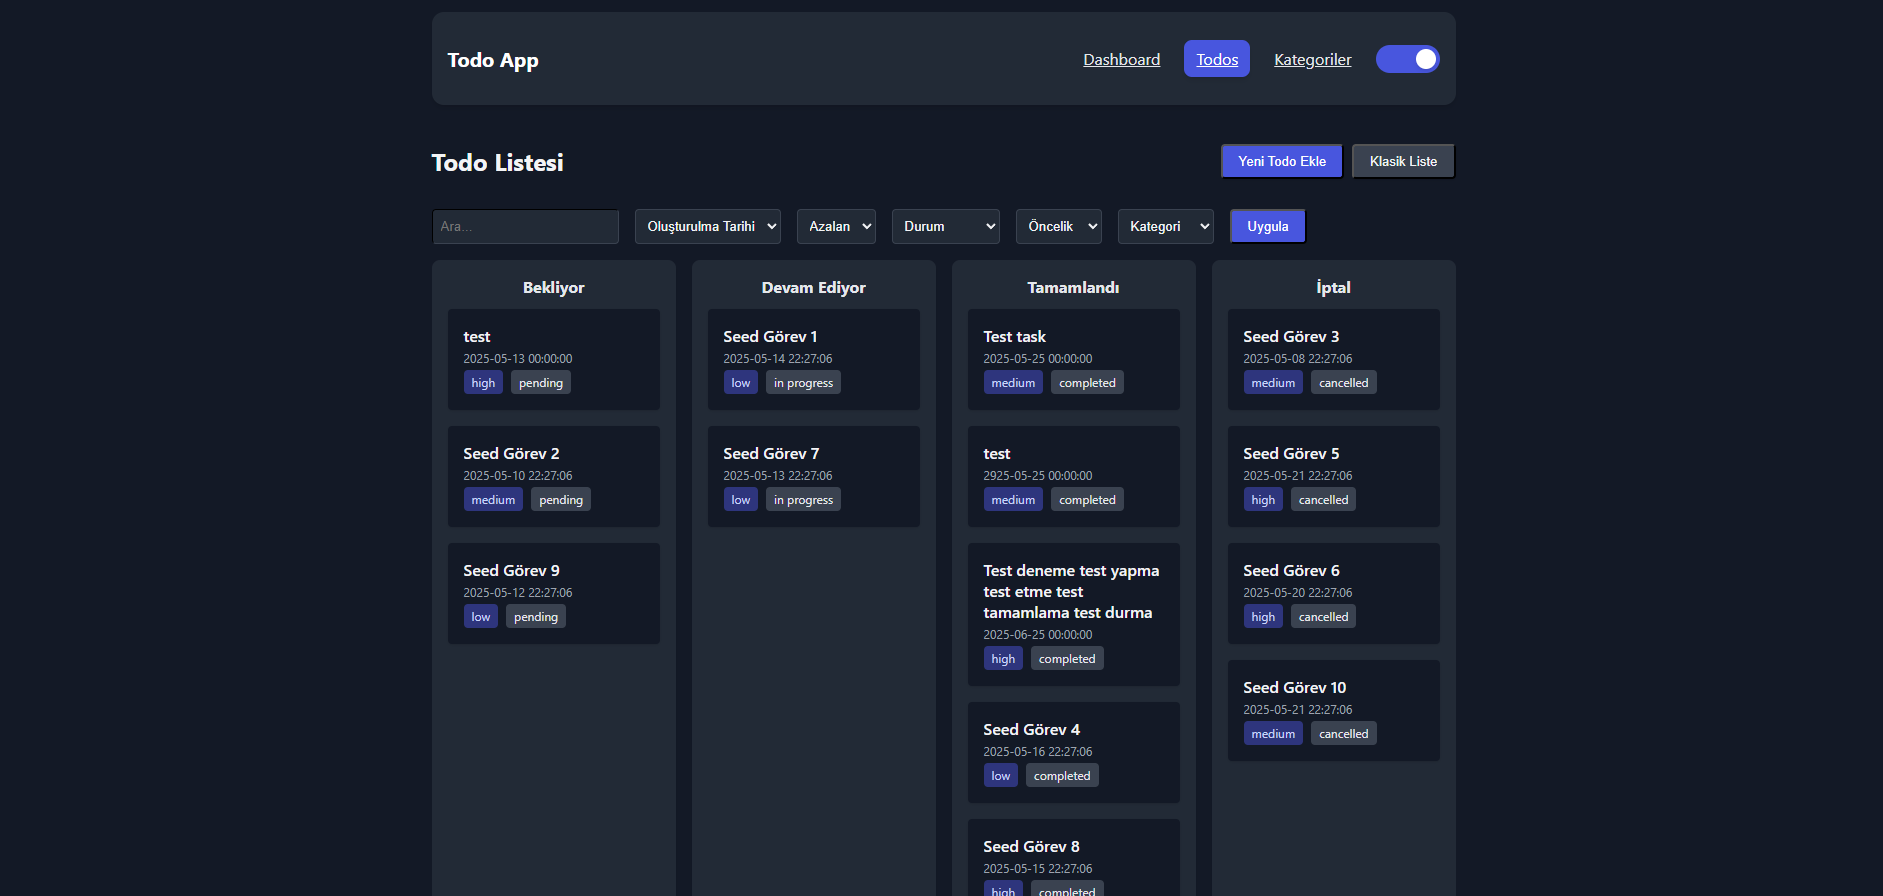 Todo App
Dashboard
Todos
Kategoriler
Todo Listesi
Yeni Todo Ekle
Klasik Liste
Ara...
Oluşturulma Tarihi
Azalan
Durum
Öncelik
Kategori
Uygula
Bekliyor
test
2025-05-13 00:00:00
high pending
Seed Görev 2
2025-05-10 22:27:06
medium pending
Seed Görev 9
2025-05-12 22:27:06
low pending
Devam Ediyor
Seed Görev 1
2025-05-14 22:27:06
low in progress
Seed Görev 7
2025-05-13 22:27:06
low in progress
Tamamlandı
Test task
2025-05-25 00:00:00
medium completed
test
2925-05-25 00:00:00
medium completed
Test deneme test yapma
test etme test
tamamlama test durma
2025-06-25 00:00:00
high completed
Seed Görev 4
2025-05-16 22:27:06
low completed
Seed Görev 8
2025-05-15 22:27:06
high completed
İptal
Seed Görev 3
2025-05-08 22:27:06
medium cancelled
Seed Görev 5
2025-05-21 22:27:06
high cancelled
Seed Görev 6
2025-05-20 22:27:06
high cancelled
Seed Görev 10
2025-05-21 22:27:06
medium cancelled